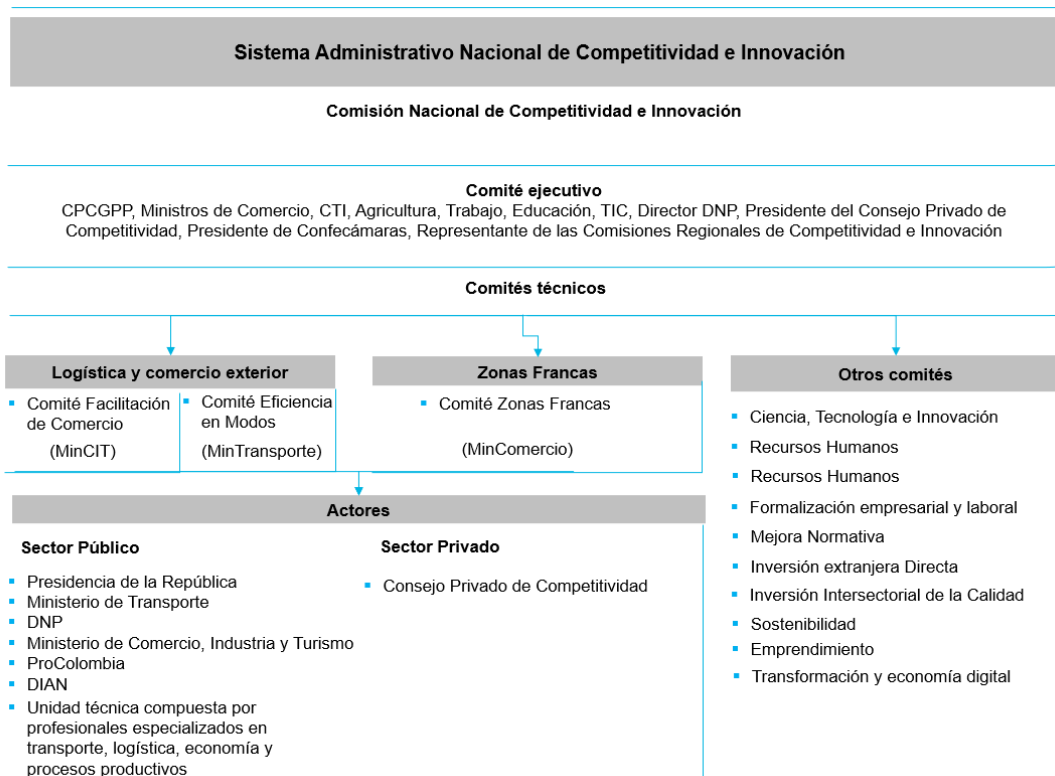 Sistema Administrativo Nacional de Competitividad e Innovación
Comisión Nacional de Competitividad e Innovación
Comité ejecutivo
CPCGPP, Ministros de Comercio, CTI, Agricultura, Trabajo, Educación, TIC, Director DNP, Presidente del Consejo Privado de
Competitividad, Presidente de Confecámaras, Representante de las Comisiones Regionales de Competitividad e Innovación
Comités técnicos
Logística y comercio exterior
▪ Comité Facilitación
de Comercio
(MinCIT)
▪ Comité Eficiencia
en Modos
(MinTransporte)
Zonas Francas
▪ Comité Zonas Francas
(MinComercio)
Otros comités
▪ Ciencia, Tecnología e Innovación
▪ Recursos Humanos
▪ Recursos Humanos
▪ Formalización empresarial y laboral
▪ Mejora Normativa
▪ Inversión extranjera Directa
▪ Inversión Intersectorial de la Calidad
▪ Sostenibilidad
▪ Emprendimiento
▪ Transformación y economía digital
Actores
Sector Público
▪ Presidencia de la República
▪ Ministerio de Transporte
▪ DNP
▪ Ministerio de Comercio, Industria y Turismo
▪ ProColombia
▪ DIAN
▪ Unidad técnica compuesta por
profesionales especializados en
transporte, logística, economía y
procesos productivos
Sector Privado
▪ Consejo Privado de Competitividad